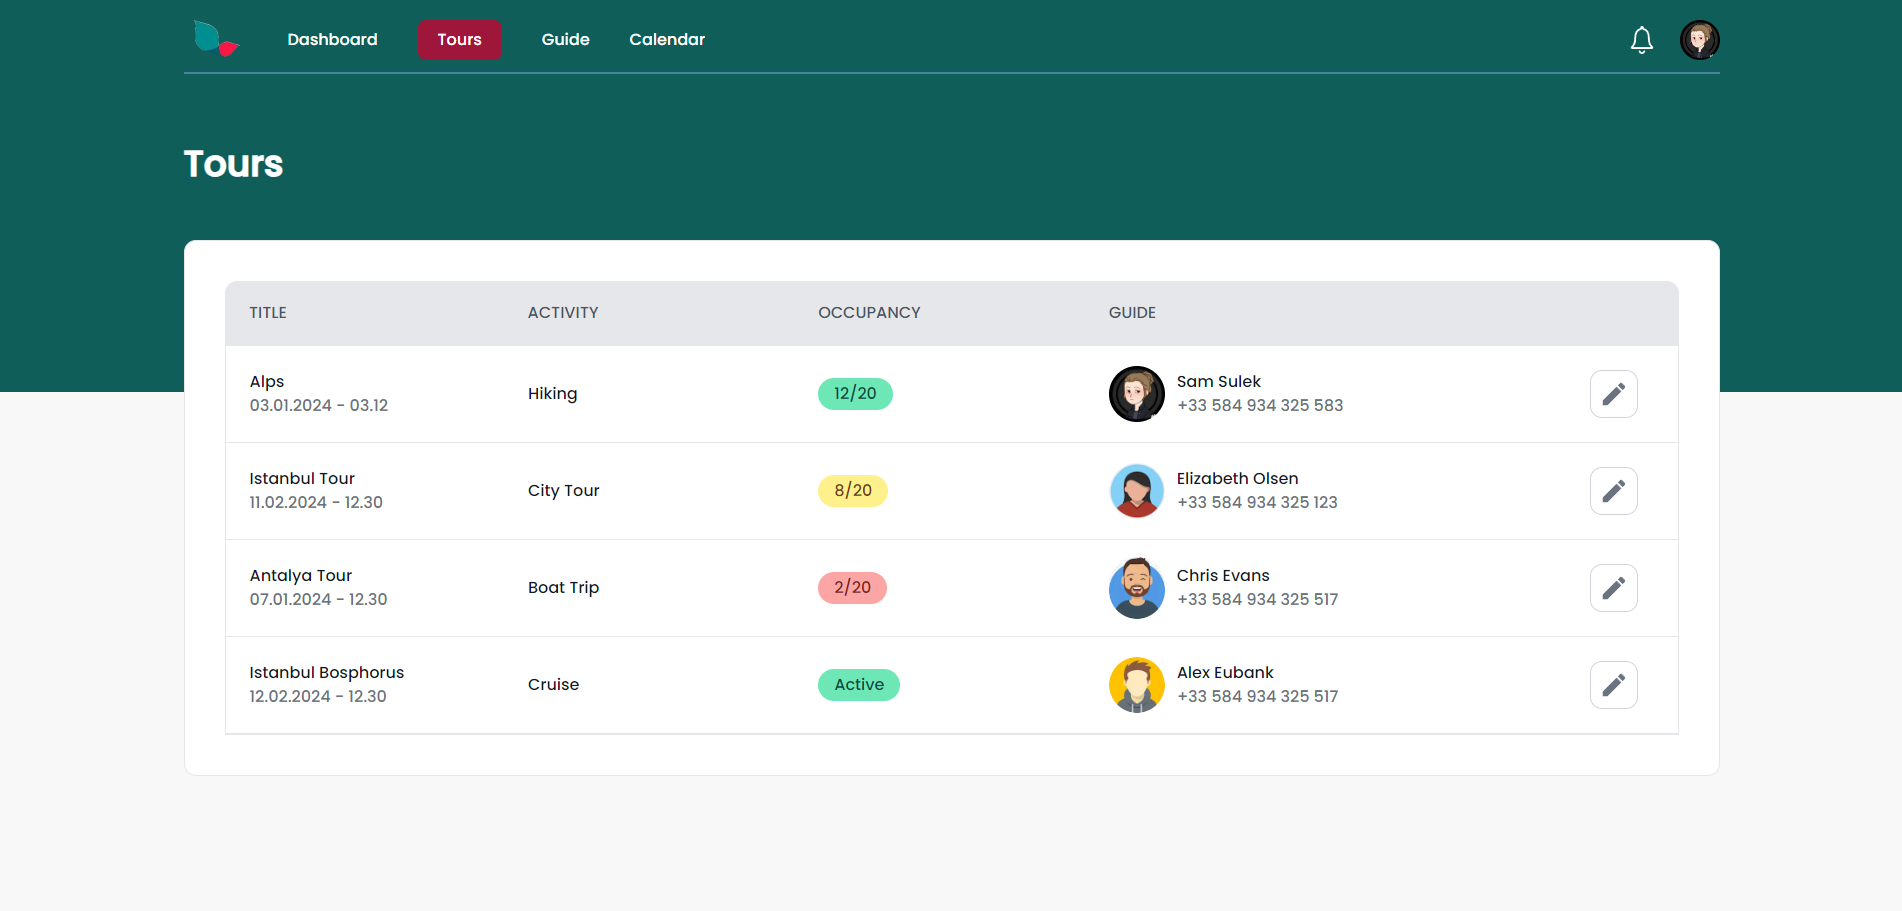 Dashboard Tours Guide Calendar
Tours
TITLE ACTIVITY OCCUPANCY GUIDE
Alps
03.01.2024 - 03.12
Hiking
12/20
Sam Sulek
+33 584 934 325 583
Istanbul Tour
11.02.2024 - 12.30
City Tour
8/20
Elizabeth Olsen
+33 584 934 325 123
Antalya Tour
07.01.2024 - 12.30
Boat Trip
2/20
Chris Evans
+33 584 934 325 517
Istanbul Bosphorus
12.02.2024 - 12.30
Cruise
Active
Alex Eubank
+33 584 934 325 517